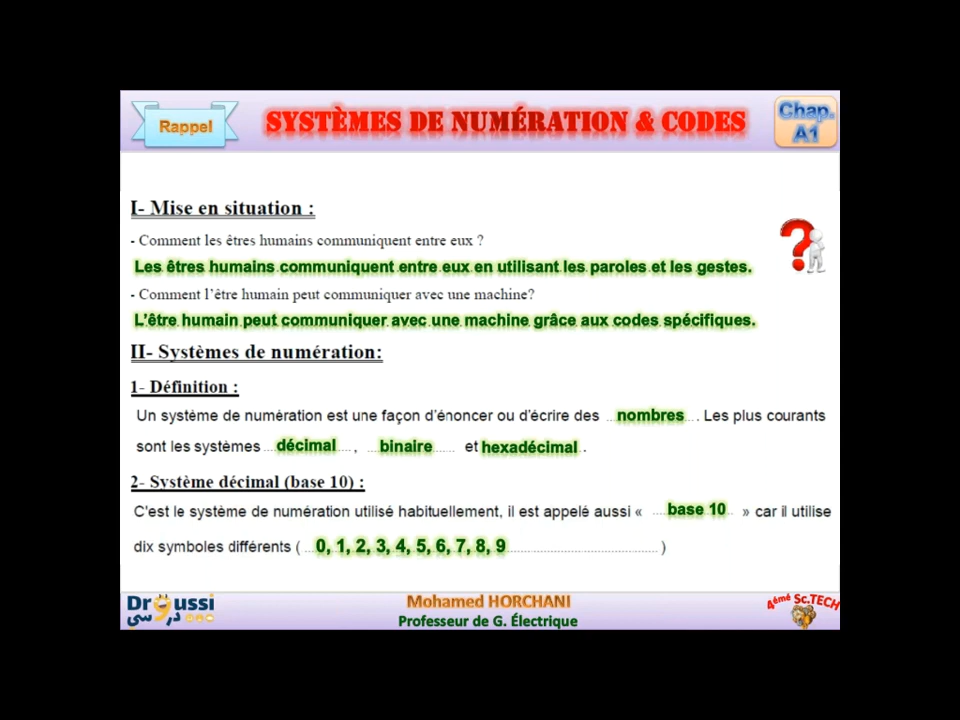 Rappel
SYSTÈMES DE NUMÉRATION & CODES
Chap. A1
I- Mise en situation :
- Comment les êtres humains communiquent entre eux ?
Les êtres humains communiquent entre eux en utilisant les paroles et les gestes.
- Comment l'être humain peut communiquer avec une machine?
L'être humain peut communiquer avec une machine grâce aux codes spécifiques.
II- Systèmes de numération:
1- Définition :
Un système de numération est une façon d'énoncer ou d'écrire des nombres. Les plus courants
sont les systèmes décimal, binaire et hexadécimal.
2- Système décimal (base 10) :
C'est le système de numération utilisé habituellement, il est appelé aussi « base 10 » car il utilise
dix symboles différents ( 0, 1, 2, 3, 4, 5, 6, 7, 8, 9 )
Droussi
دروسي
Mohamed HORCHANI
Professeur de G. Électrique
4émé Sc.TECH